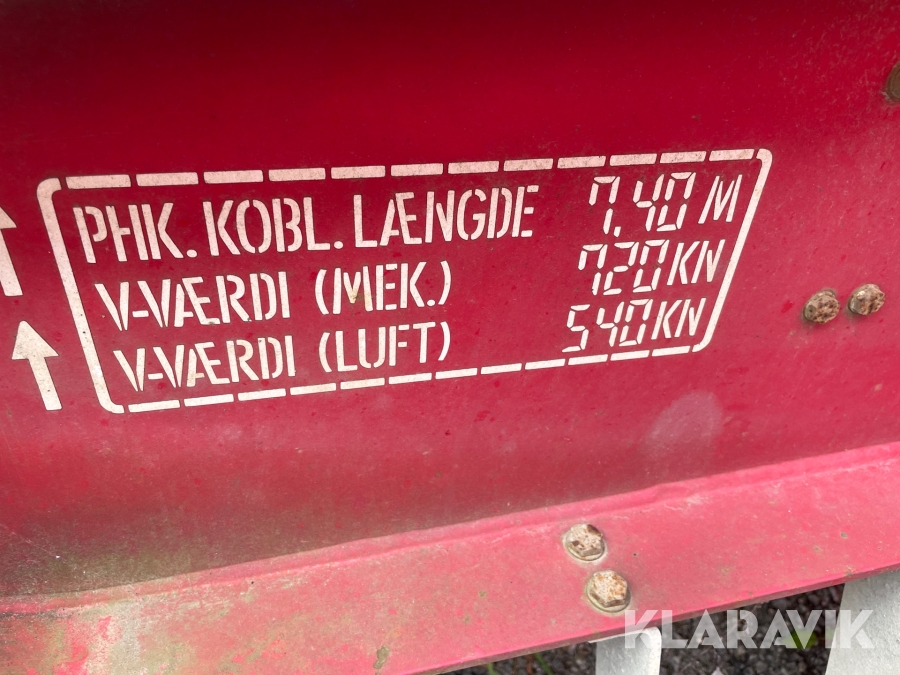 PHK. KOBL. LÆNGDE 7.40 M
V-VÆRDI (MEK.) 720 KN
V-VÆRDI (LUFT) 540 KN
KLARAVIK